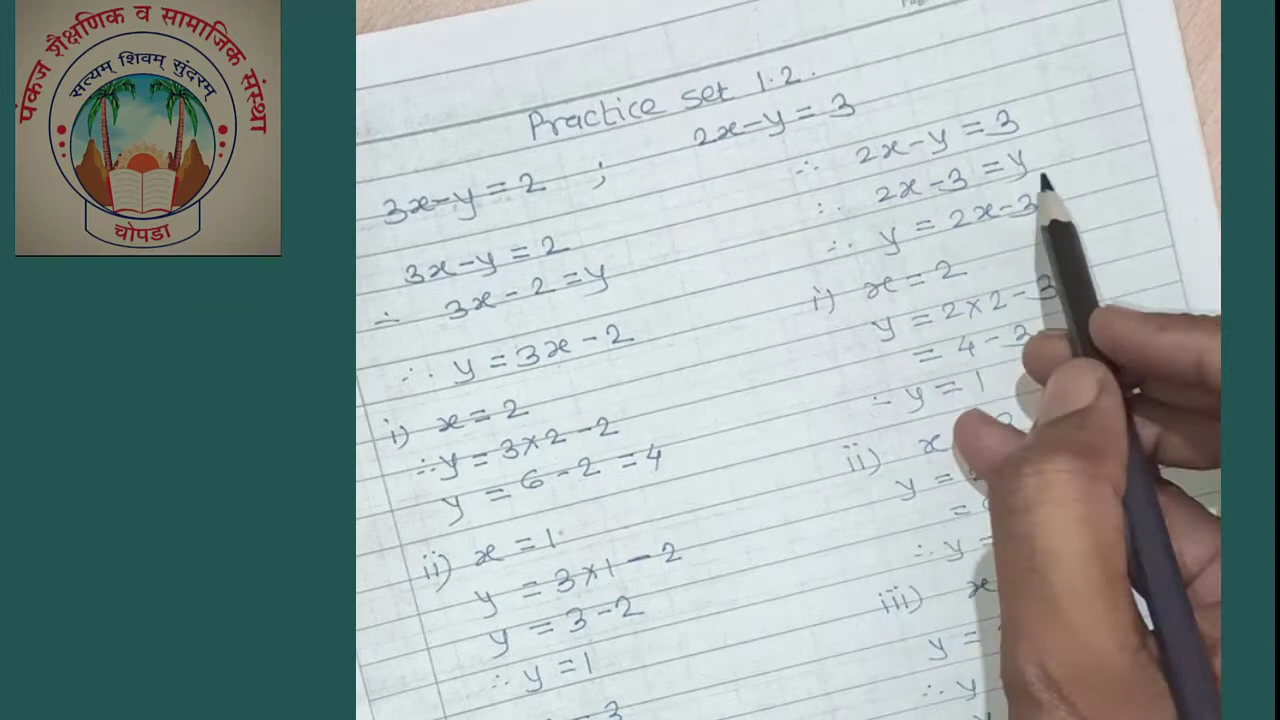 पंकज शैक्षणिक व सामाजिक संस्था
सत्यम् शिवम् सुंदरम्
चोपडा
Practice set 1.2.
3x-y=2 ; 2x-y=3
3x-y=2
∴ 3x-2=y
∴ y=3x-2
i) x=2
∴y=3×2-2
y=6-2=4
ii) x=1
y=3×1-2
y=3-2
∴ y=1
3
∴ 2x-y=3
∴ 2x-3=y
∴ y=2x-3
i) x=2
y=2×2-3
=4-3
∴ y=1
ii) x
y=
=
∴ y=
iii) x
y=
∴ y
y